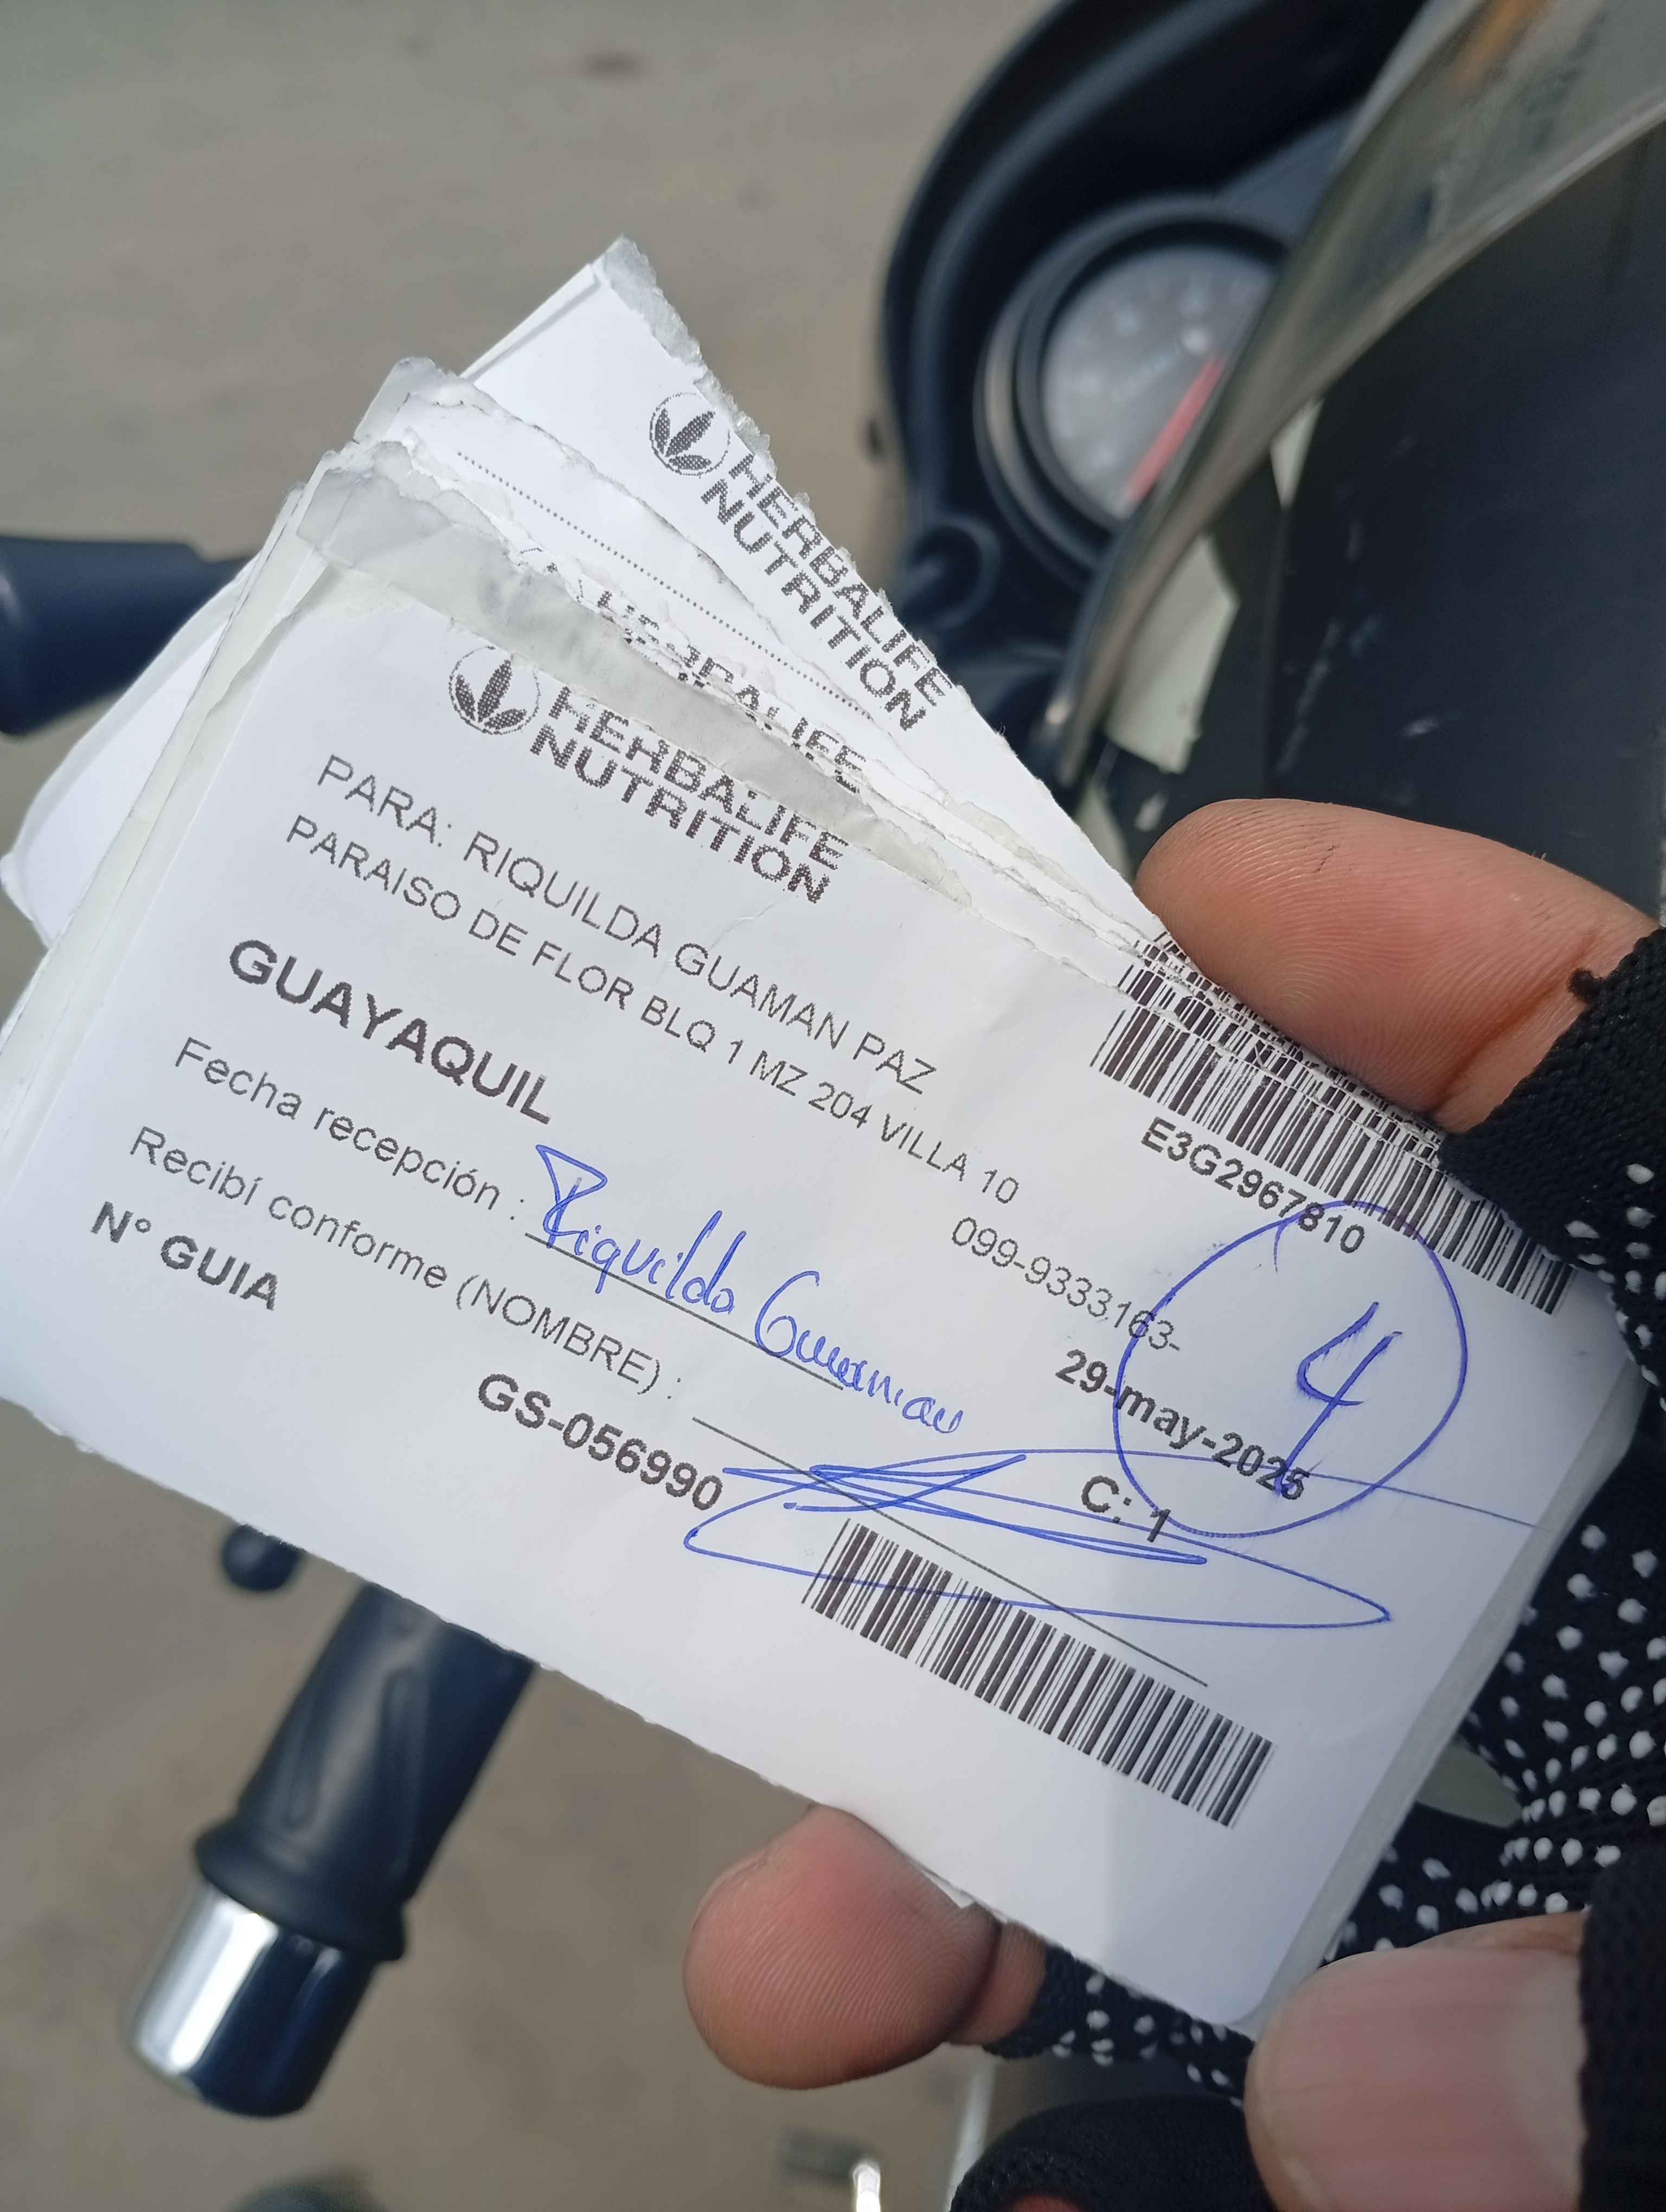 HERBALIFE
NUTRITION
HERBALIFE
HERBALIFE
NUTRITION
PARA: RIQUILDA GUAMAN PAZ
PARAISO DE FLOR BLQ 1 MZ 204 VILLA 10
E3G2967810
GUAYAQUIL
099-9333163-
Fecha recepción : Riquilda Guaman
29-may-2025
4
Recibí conforme (NOMBRE) :
C: 1
N° GUIA
GS-056990